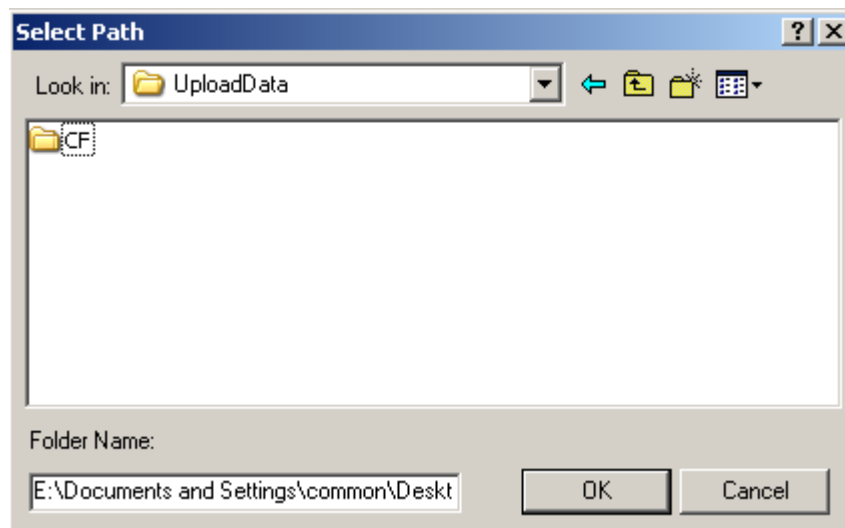 Select Path
Look in: UploadData
CF
Folder Name:
E:\Documents and Settings\common\Deskt
OK Cancel